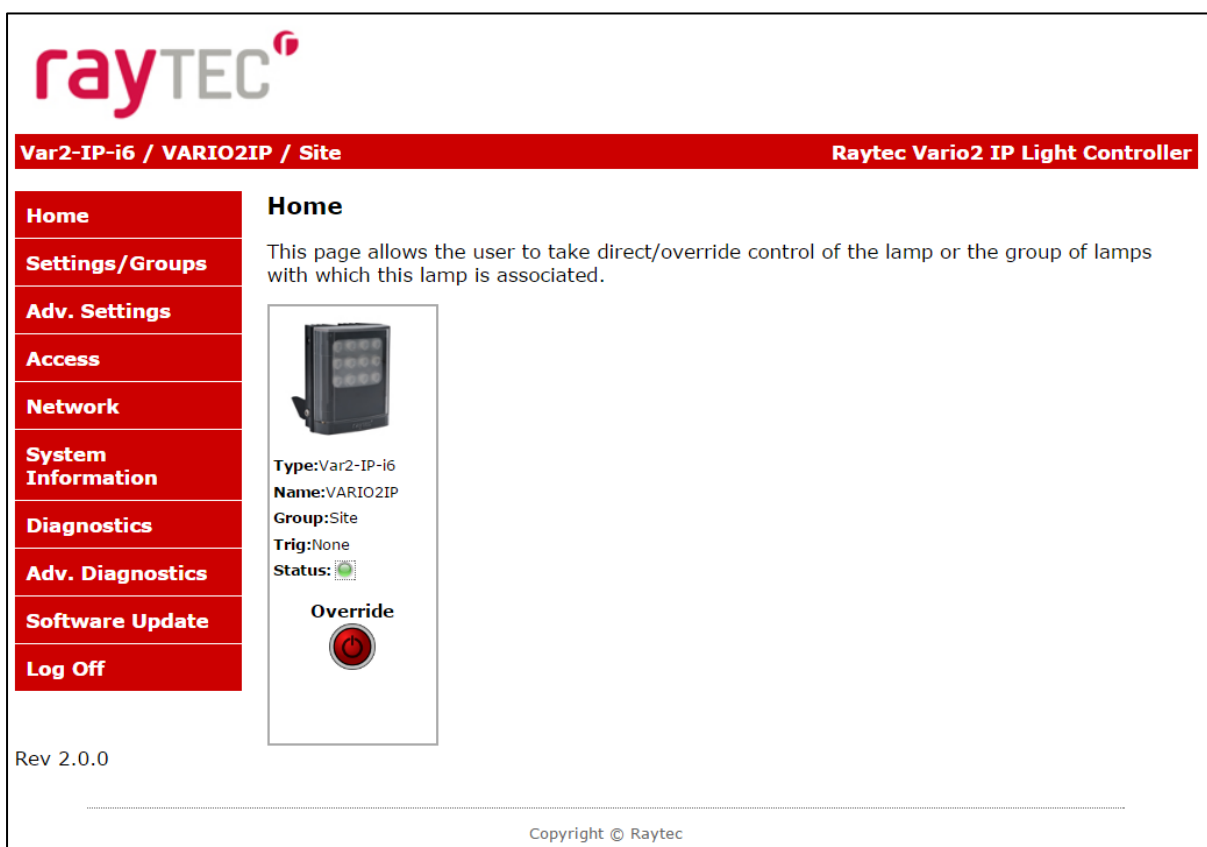 rayTEC
Var2-IP-i6 / VARIO2IP / Site
Raytec Vario2 IP Light Controller
Home
Settings/Groups
Adv. Settings
Access
Network
System
Information
Diagnostics
Adv. Diagnostics
Software Update
Log Off
Rev 2.0.0
Home
This page allows the user to take direct/override control of the lamp or the group of lamps
with which this lamp is associated.
Type:Var2-IP-i6
Name:VARIO2IP
Group:Site
Trig:None
Status:
Override
Copyright © Raytec